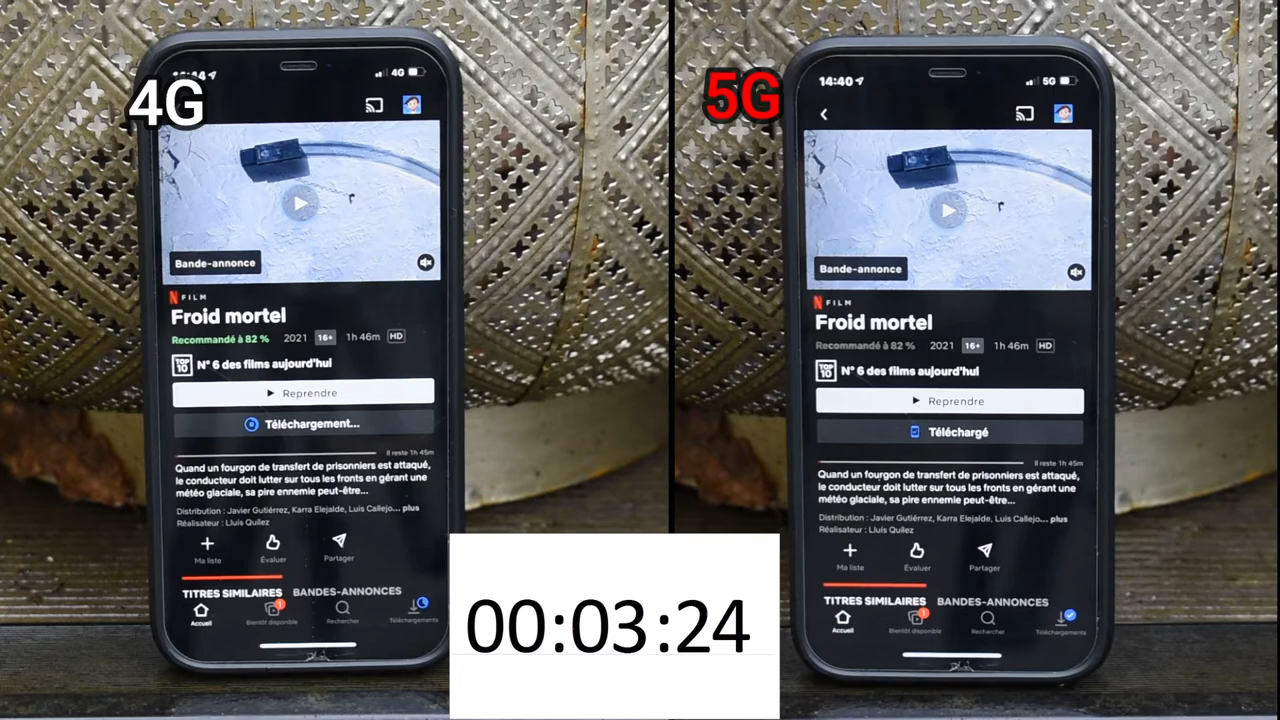 4G
4G
Bande-annonce
N FILM
Froid mortel
Recommandé à 82 % 2021 16+ 1h 46m HD
TOP 10 N° 6 des films aujourd'hui
Reprendre
Téléchargement...
Il reste 1h 45m
Quand un fourgon de transfert de prisonniers est attaqué,
le conducteur doit lutter sur tous les fronts en gérant une
météo glaciale, sa pire ennemie peut-être...
Distribution : Javier Gutiérrez, Karra Elejalde, Luis Callejo... plus
Réalisateur : Lluís Quílez
Ma liste Évaluer Partager
TITRES SIMILAIRES BANDES-ANNONCES
1
Accueil Bientôt disponible Rechercher Téléchargements
5G
14:40 5G
Bande-annonce
N FILM
Froid mortel
Recommandé à 82 % 2021 16+ 1h 46m HD
TOP 10 N° 6 des films aujourd'hui
Reprendre
Téléchargé
Il reste 1h 45m
Quand un fourgon de transfert de prisonniers est attaqué,
le conducteur doit lutter sur tous les fronts en gérant une
météo glaciale, sa pire ennemie peut-être...
Distribution : Javier Gutiérrez, Karra Elejalde, Luis Callejo... plus
Réalisateur : Lluís Quílez
Ma liste Évaluer Partager
TITRES SIMILAIRES BANDES-ANNONCES
1
Accueil Bientôt disponible Rechercher Téléchargements
00:03:24